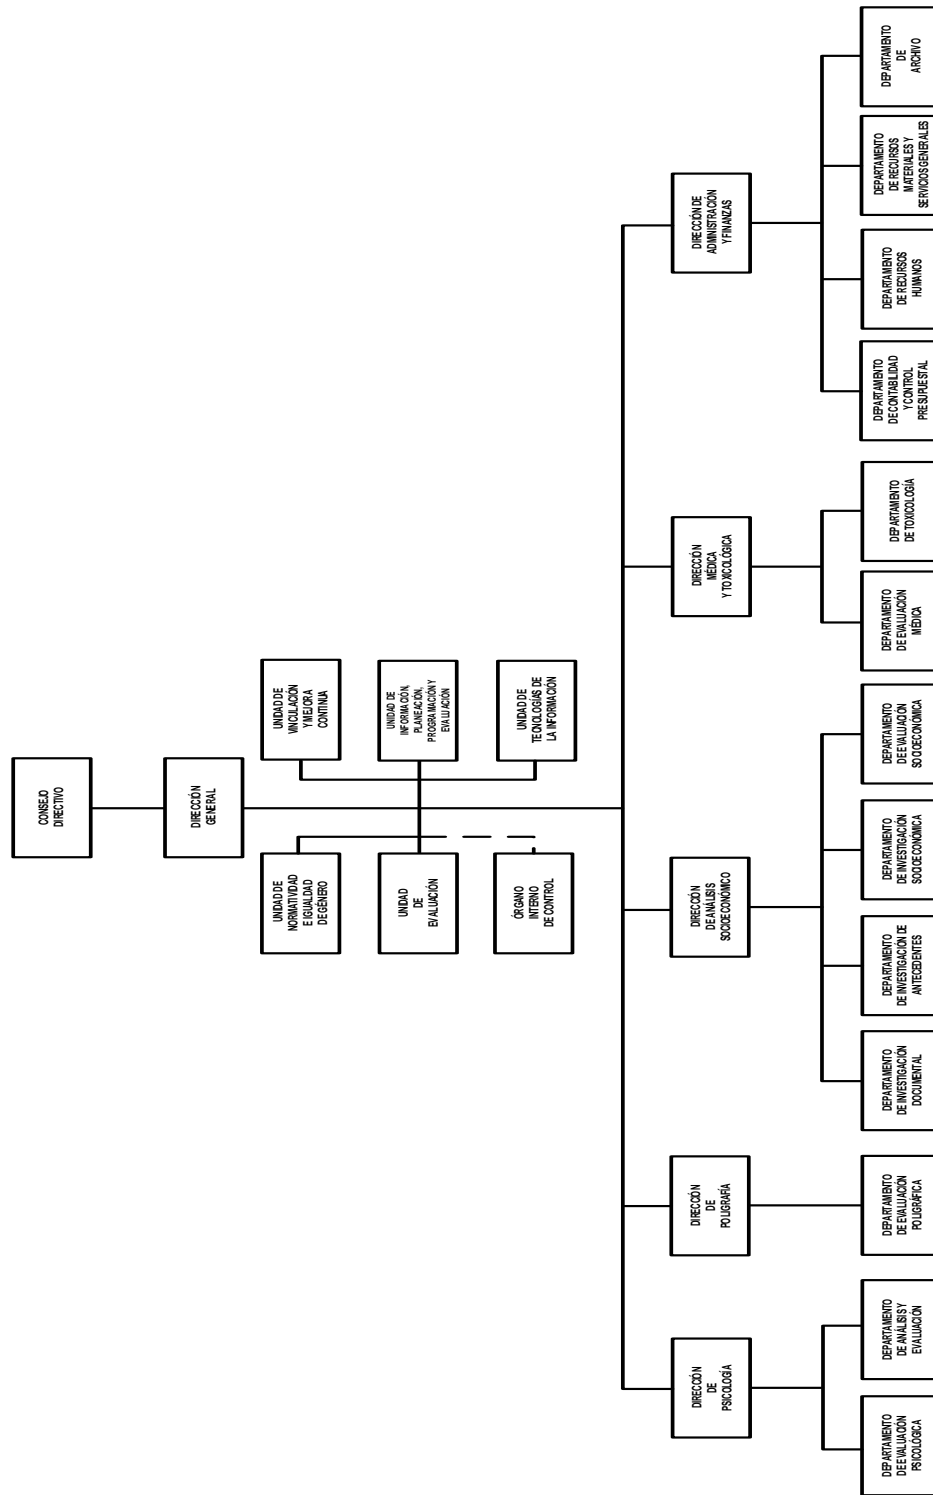 CONSEJO
DIRECTIVO
DIRECCIÓN
GENERAL
UNIDAD DE
NORMATIVIDAD
E IGUALDAD
DE GÉNERO
UNIDAD DE
VINCULACIÓN
Y MEJORA
CONTINUA
UNIDAD
DE
EVALUACIÓN
UNIDAD DE
INFORMACIÓN,
PLANEACIÓN,
PROGRAMACIÓN Y
EVALUACIÓN
ÓRGANO
INTERNO
DE CONTROL
UNIDAD DE
TECNOLOGÍAS DE
LA INFORMACIÓN
DIRECCIÓN
DE
PSICOLOGÍA
DIRECCIÓN
DE
POLIGRAFÍA
DIRECCIÓN
DE ANÁLISIS
SOCIOECONÓMICO
DIRECCIÓN
MÉDICA
Y TOXICOLÓGICA
DIRECCIÓN DE
ADMINISTRACIÓN
Y FINANZAS
DEPARTAMENTO
DE EVALUACIÓN
PSICOLÓGICA
DEPARTAMENTO
DE ANÁLISIS Y
EVALUACIÓN
DEPARTAMENTO
DE EVALUACIÓN
POLIGRÁFICA
DEPARTAMENTO
DE INVESTIGACIÓN
DOCUMENTAL
DEPARTAMENTO
DE INVESTIGACIÓN DE
ANTECEDENTES
DEPARTAMENTO
DE INVESTIGACIÓN
SOCIOECONÓMICA
DEPARTAMENTO
DE EVALUACIÓN
SOCIOECONÓMICA
DEPARTAMENTO
DE EVALUACIÓN
MÉDICA
DEPARTAMENTO
DE TOXICOLOGÍA
DEPARTAMENTO
DE CONTABILIDAD
Y CONTROL
PRESUPUESTAL
DEPARTAMENTO
DE RECURSOS
HUMANOS
DEPARTAMENTO
DE RECURSOS
MATERIALES Y
SERVICIOS GENERALES
DEPARTAMENTO
DE
ARCHIVO